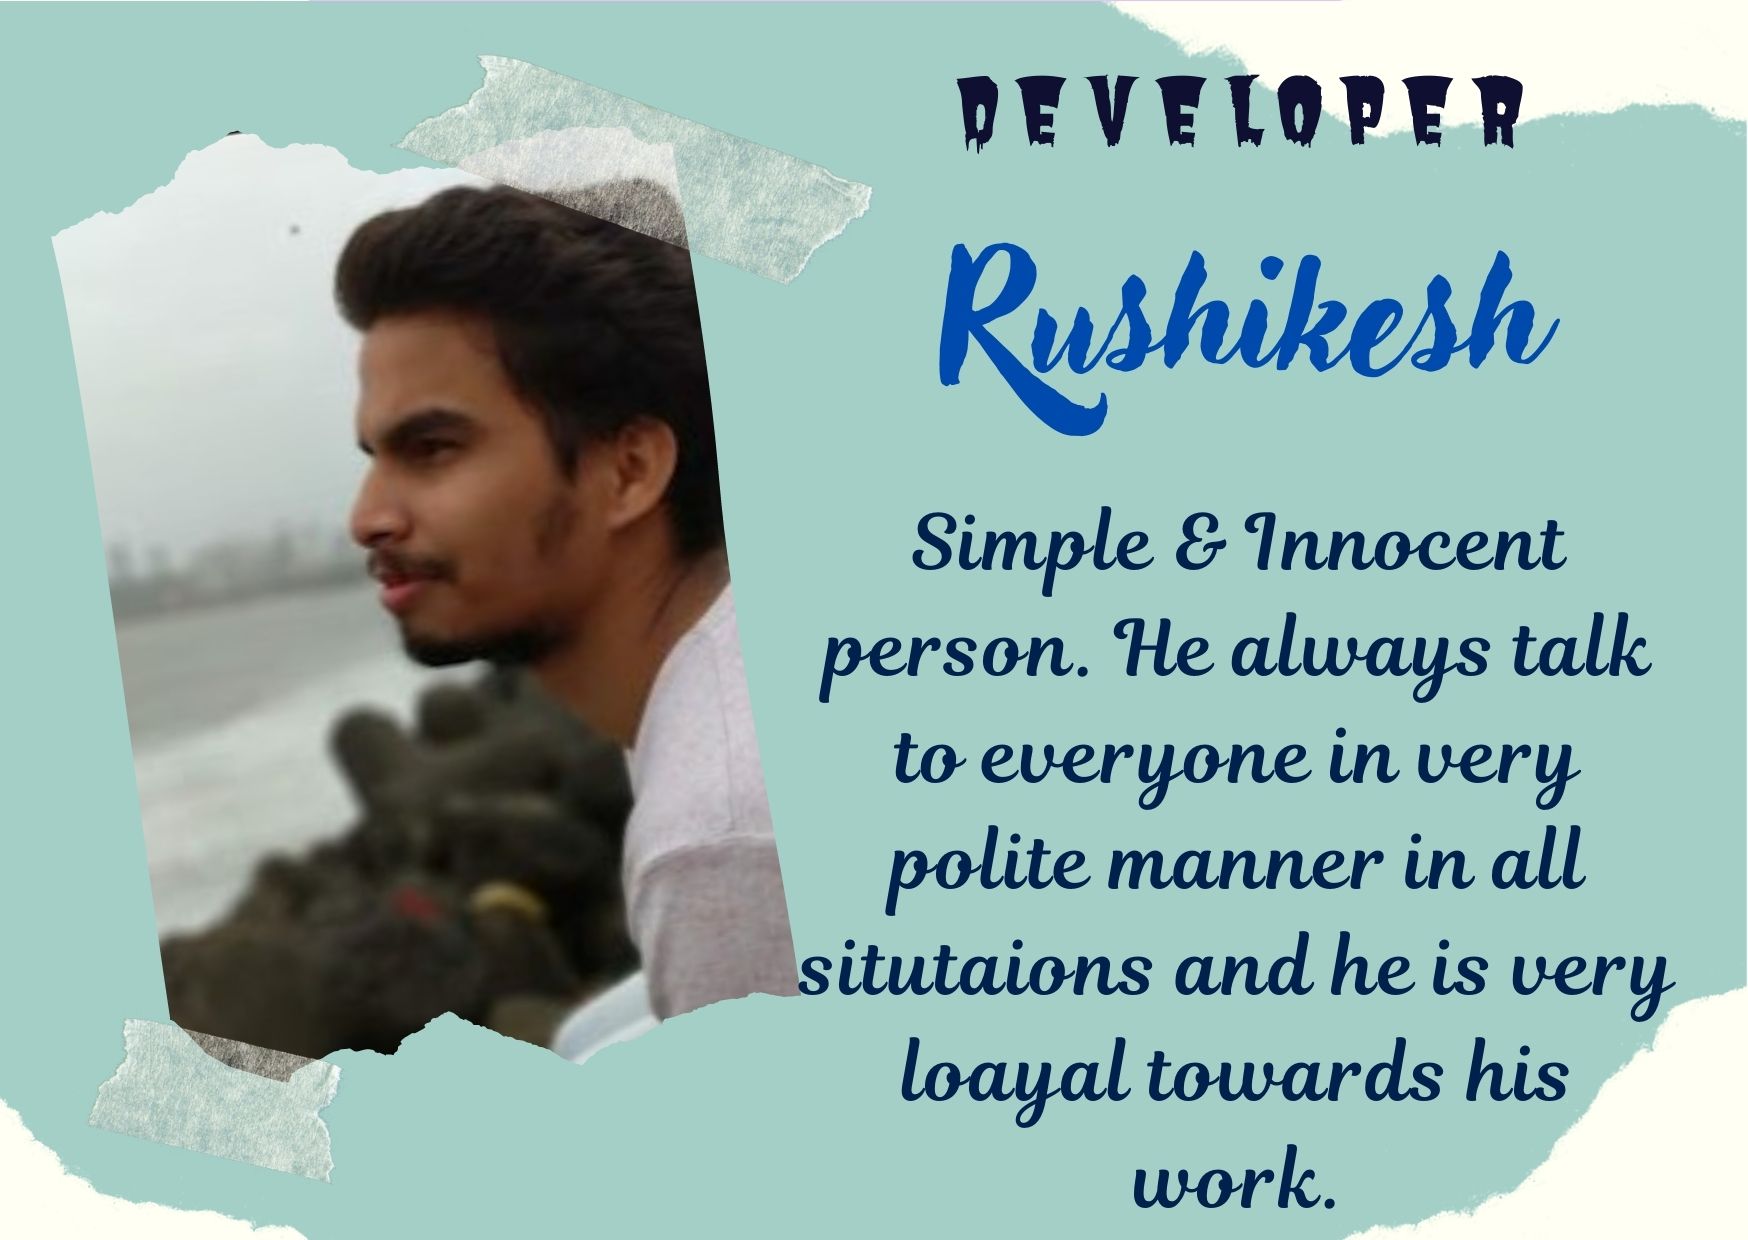 DEVELOPER
Rushikesh
Simple & Innocent
person. He always talk
to everyone in very
polite manner in all
situtaions and he is very
loayal towards his
work.